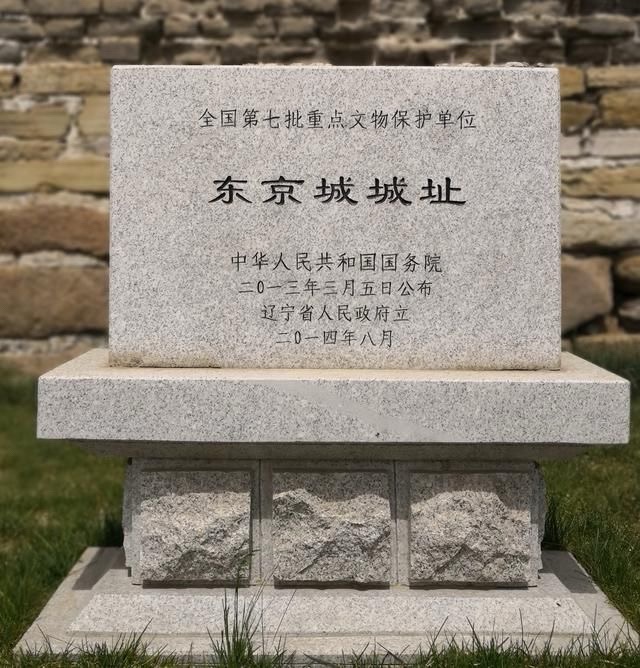 全国第七批重点文物保护单位
东京城城址
中华人民共和国国务院
二0一三年三月五日公布
辽宁省人民政府立
二0一四年八月